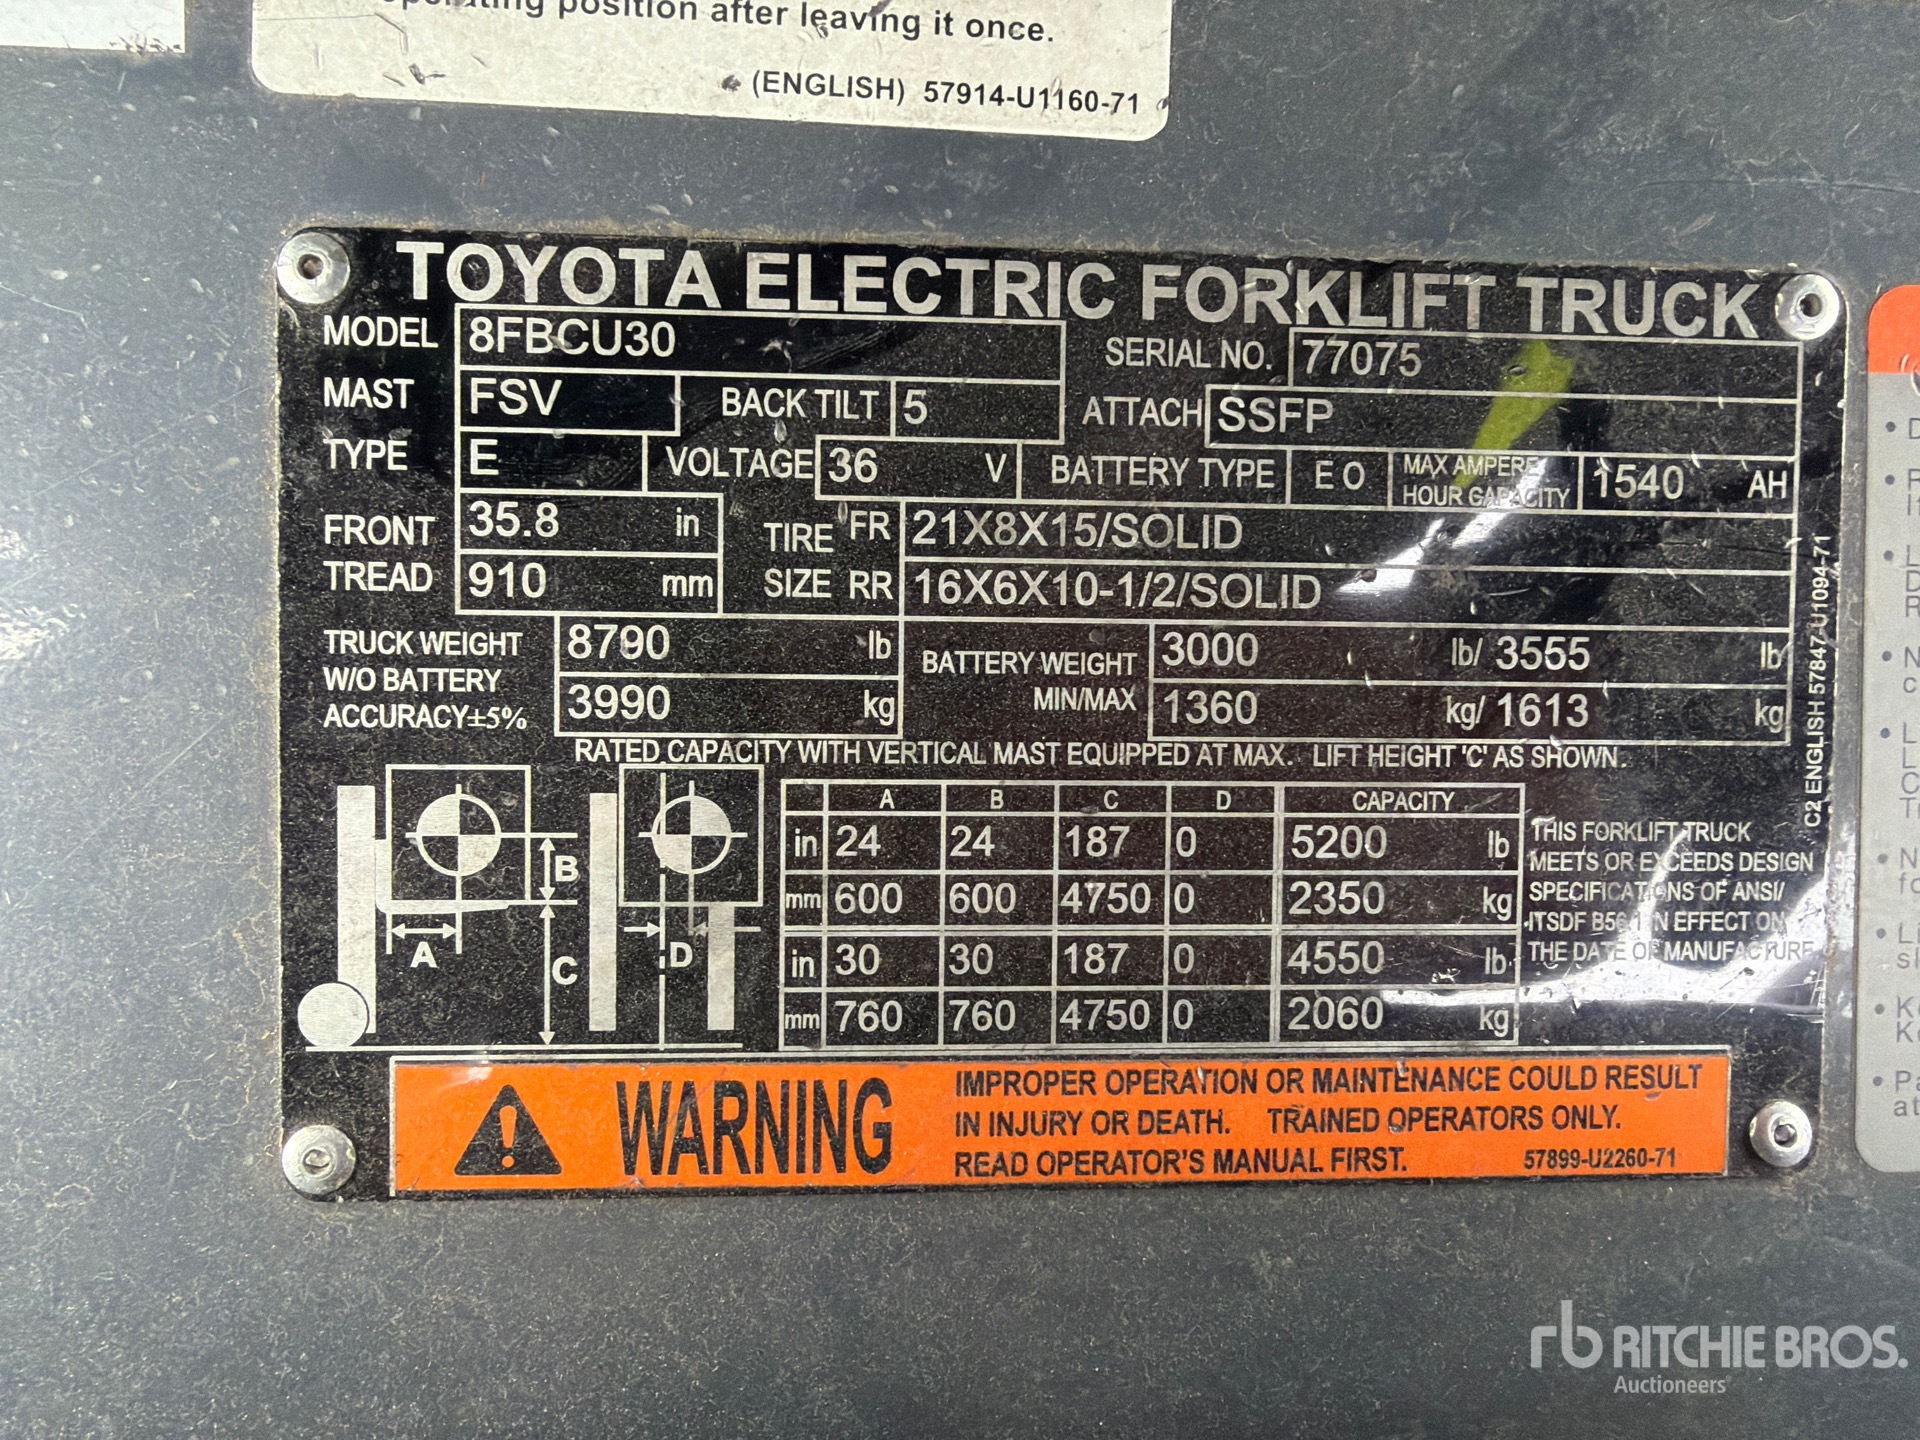 operating position after leaving it once.
(ENGLISH) 57914-U1160-71
TOYOTA ELECTRIC FORKLIFT TRUCK
MODEL 8FBCU30 SERIAL NO. 77075
MAST FSV BACK TILT 5 ATTACH SSFP
TYPE E VOLTAGE 36 V BATTERY TYPE E O MAX AMPERE HOUR CAPACITY 1540 AH
FRONT TREAD 35.8 in TIRE SIZE FR 21X8X15/SOLID
910 mm RR 16X6X10-1/2/SOLID
TRUCK WEIGHT 8790 lb BATTERY WEIGHT 3000 lb/ 3555 lb
W/O BATTERY
ACCURACY±5% 3990 kg MIN/MAX 1360 kg/ 1613 kg
RATED CAPACITY WITH VERTICAL MAST EQUIPPED AT MAX. LIFT HEIGHT 'C' AS SHOWN.
A B C D CAPACITY
in 24 24 187 0 5200 lb
mm 600 600 4750 0 2350 kg
in 30 30 187 0 4550 lb
mm 760 760 4750 0 2060 kg
B
A
C
D
THIS FORKLIFT TRUCK
MEETS OR EXCEEDS DESIGN
SPECIFICATIONS OF ANSI/
ITSDF B56.1 IN EFFECT ON
THE DATE OF MANUFACTURE
C2 ENGLISH 57847-U1094-71
WARNING
IMPROPER OPERATION OR MAINTENANCE COULD RESULT
IN INJURY OR DEATH. TRAINED OPERATORS ONLY.
READ OPERATOR'S MANUAL FIRST. 57899-U2260-71
rb RITCHIE BROS.
Auctioneers